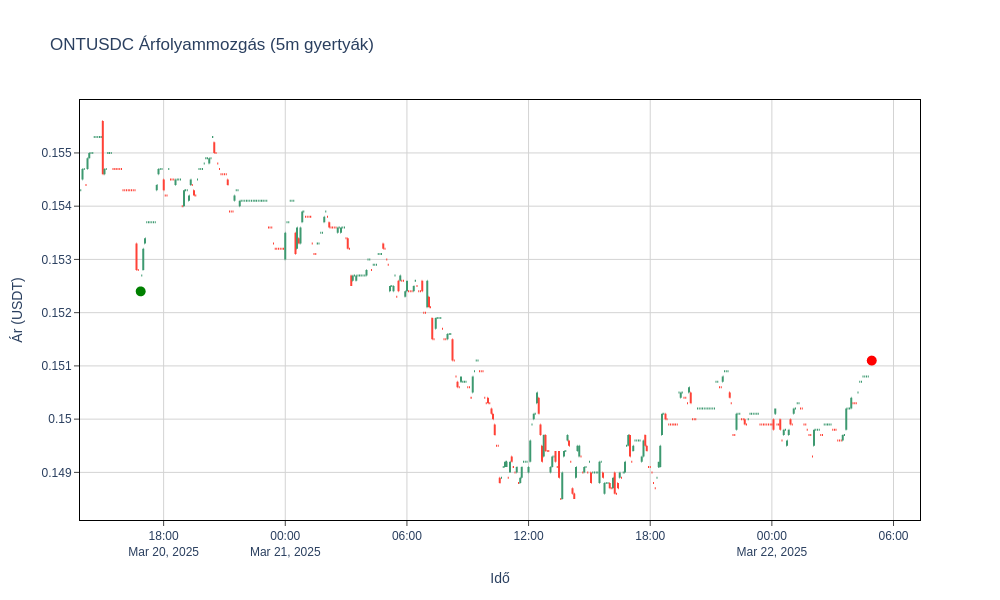 ONTUSDC Árfolyammozgás (5m gyertyák)
Ár (USDT)
0.155
0.154
0.153
0.152
0.151
0.15
0.149
18:00
Mar 20, 2025
00:00
Mar 21, 2025
06:00
12:00
18:00
00:00
Mar 22, 2025
06:00
Idő